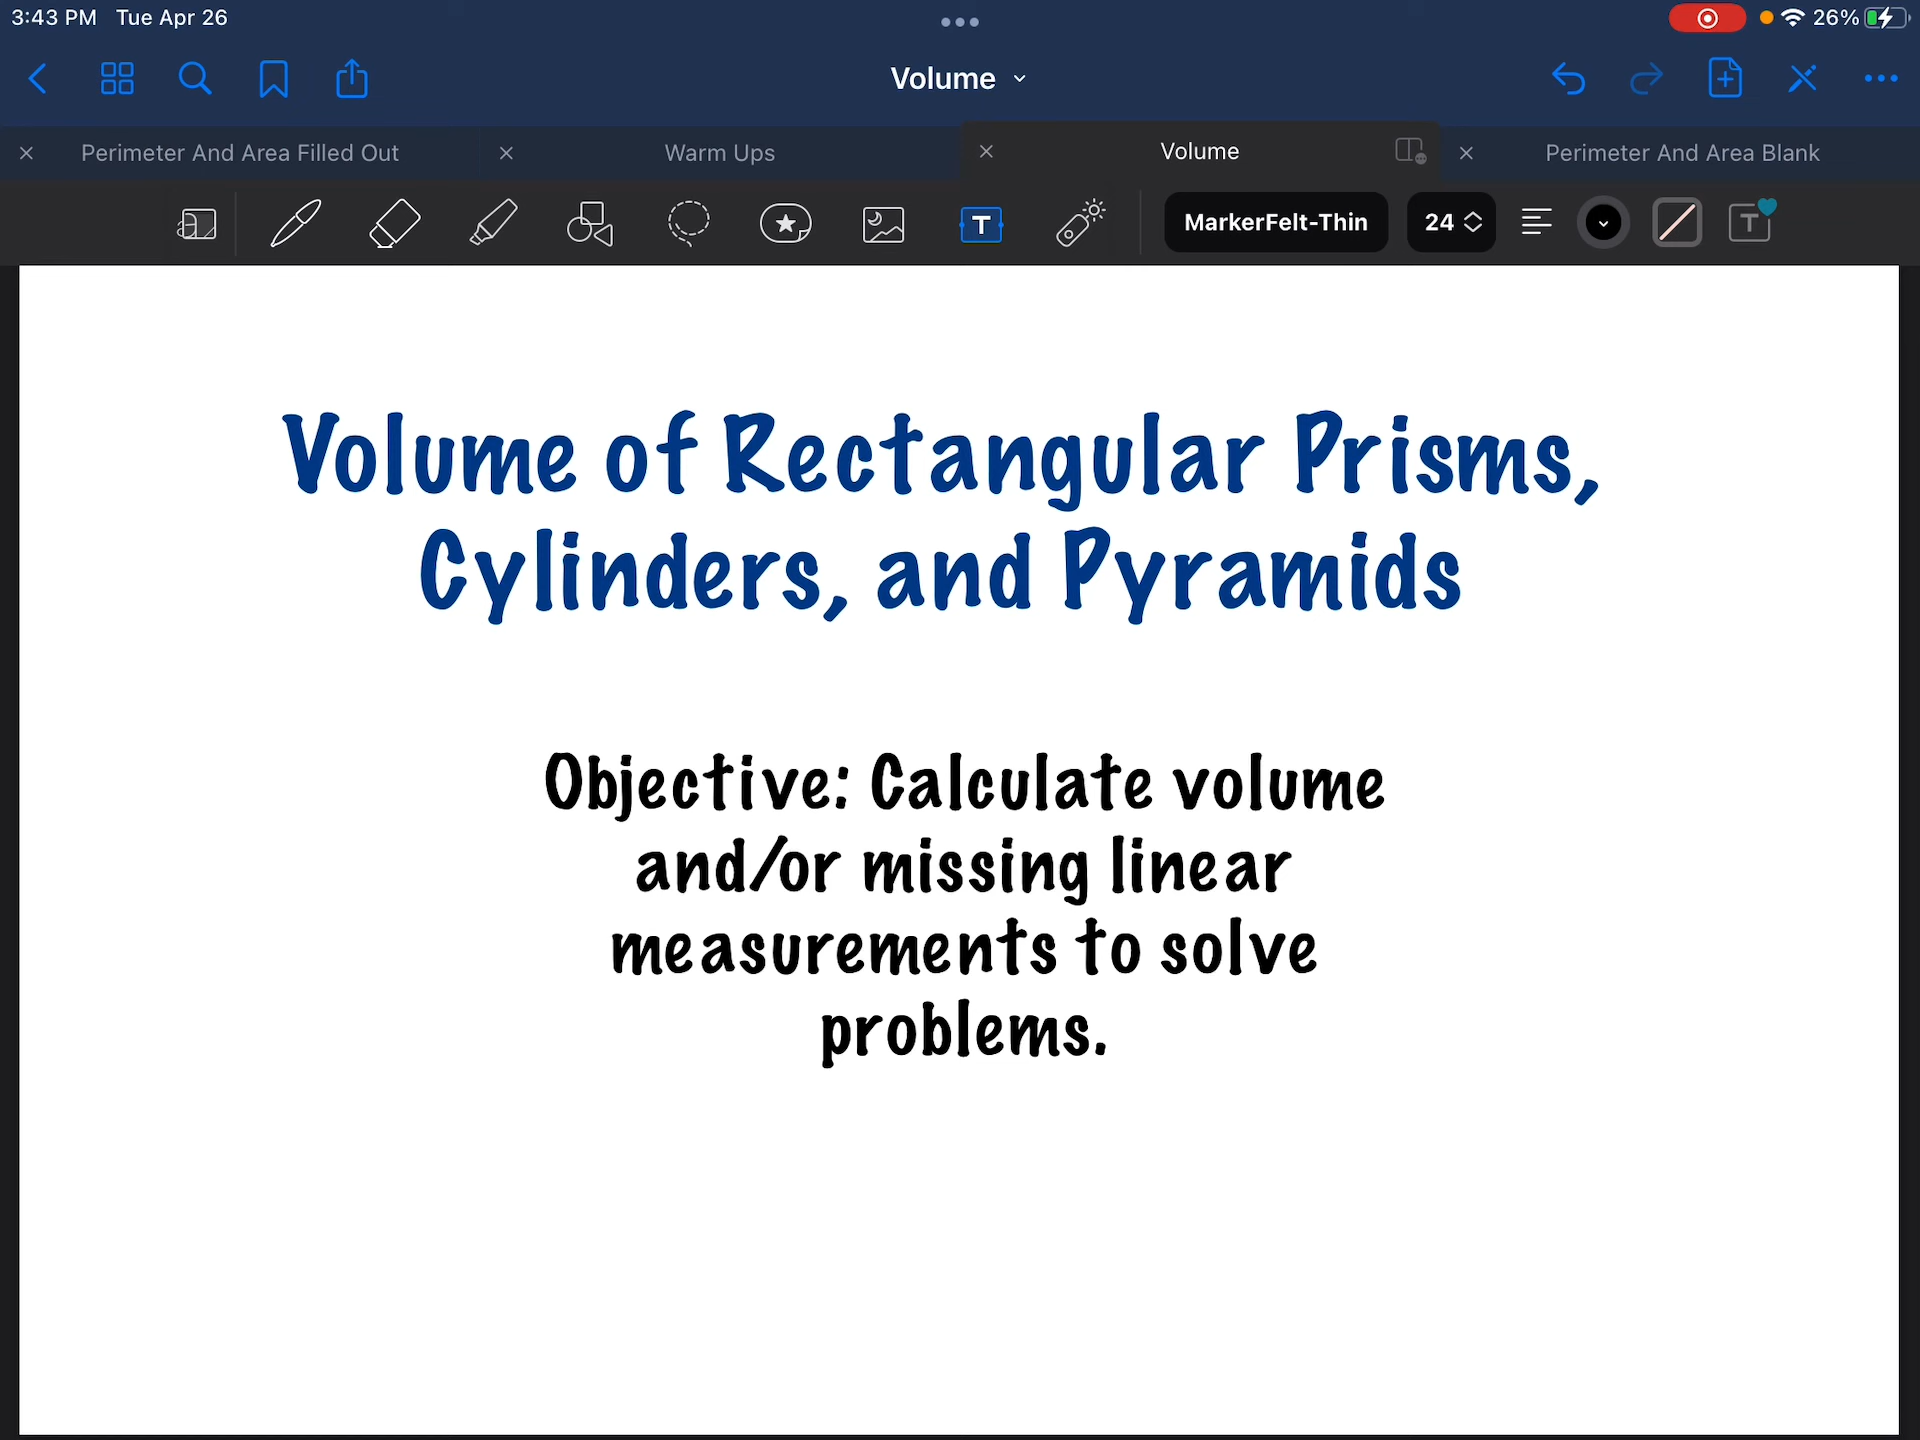 3:43 PM Tue Apr 26
26%
Volume
Perimeter And Area Filled Out
Warm Ups
Volume
Perimeter And Area Blank
T
MarkerFelt-Thin
24
T
Volume of Rectangular Prisms,
Cylinders, and Pyramids
Objective: Calculate volume
and/or missing linear
measurements to solve
problems.